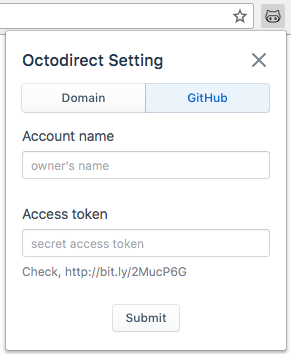 Octodirect Setting
Domain
GitHub
Account name
owner's name
Access token
secret access token
Check, http://bit.ly/2MucP6G
Submit